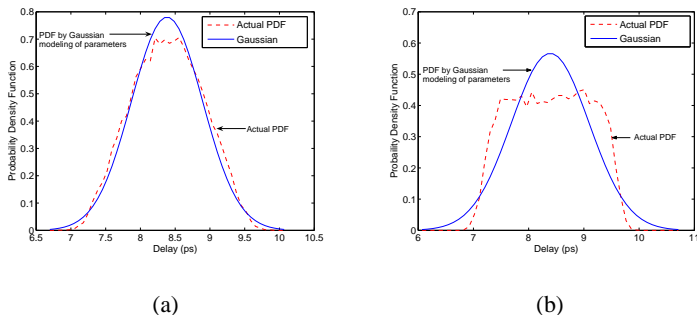 0.8
0.7
0.6
0.5
0.4
0.3
0.2
0.1
0
6.5
7
7.5
8
8.5
9
9.5
10
10.5
Probability Density Function
Delay (ps)
PDF by Gaussian
modeling of parameters
Actual PDF
Actual PDF
Gaussian
(a)
0.7
0.6
0.5
0.4
0.3
0.2
0.1
0
6
7
8
9
10
11
Probaility Density Function
Delay (ps)
PDF by Gaussian
modeling of parameters
Actual PDF
Actual PDF
Gaussian
(b)